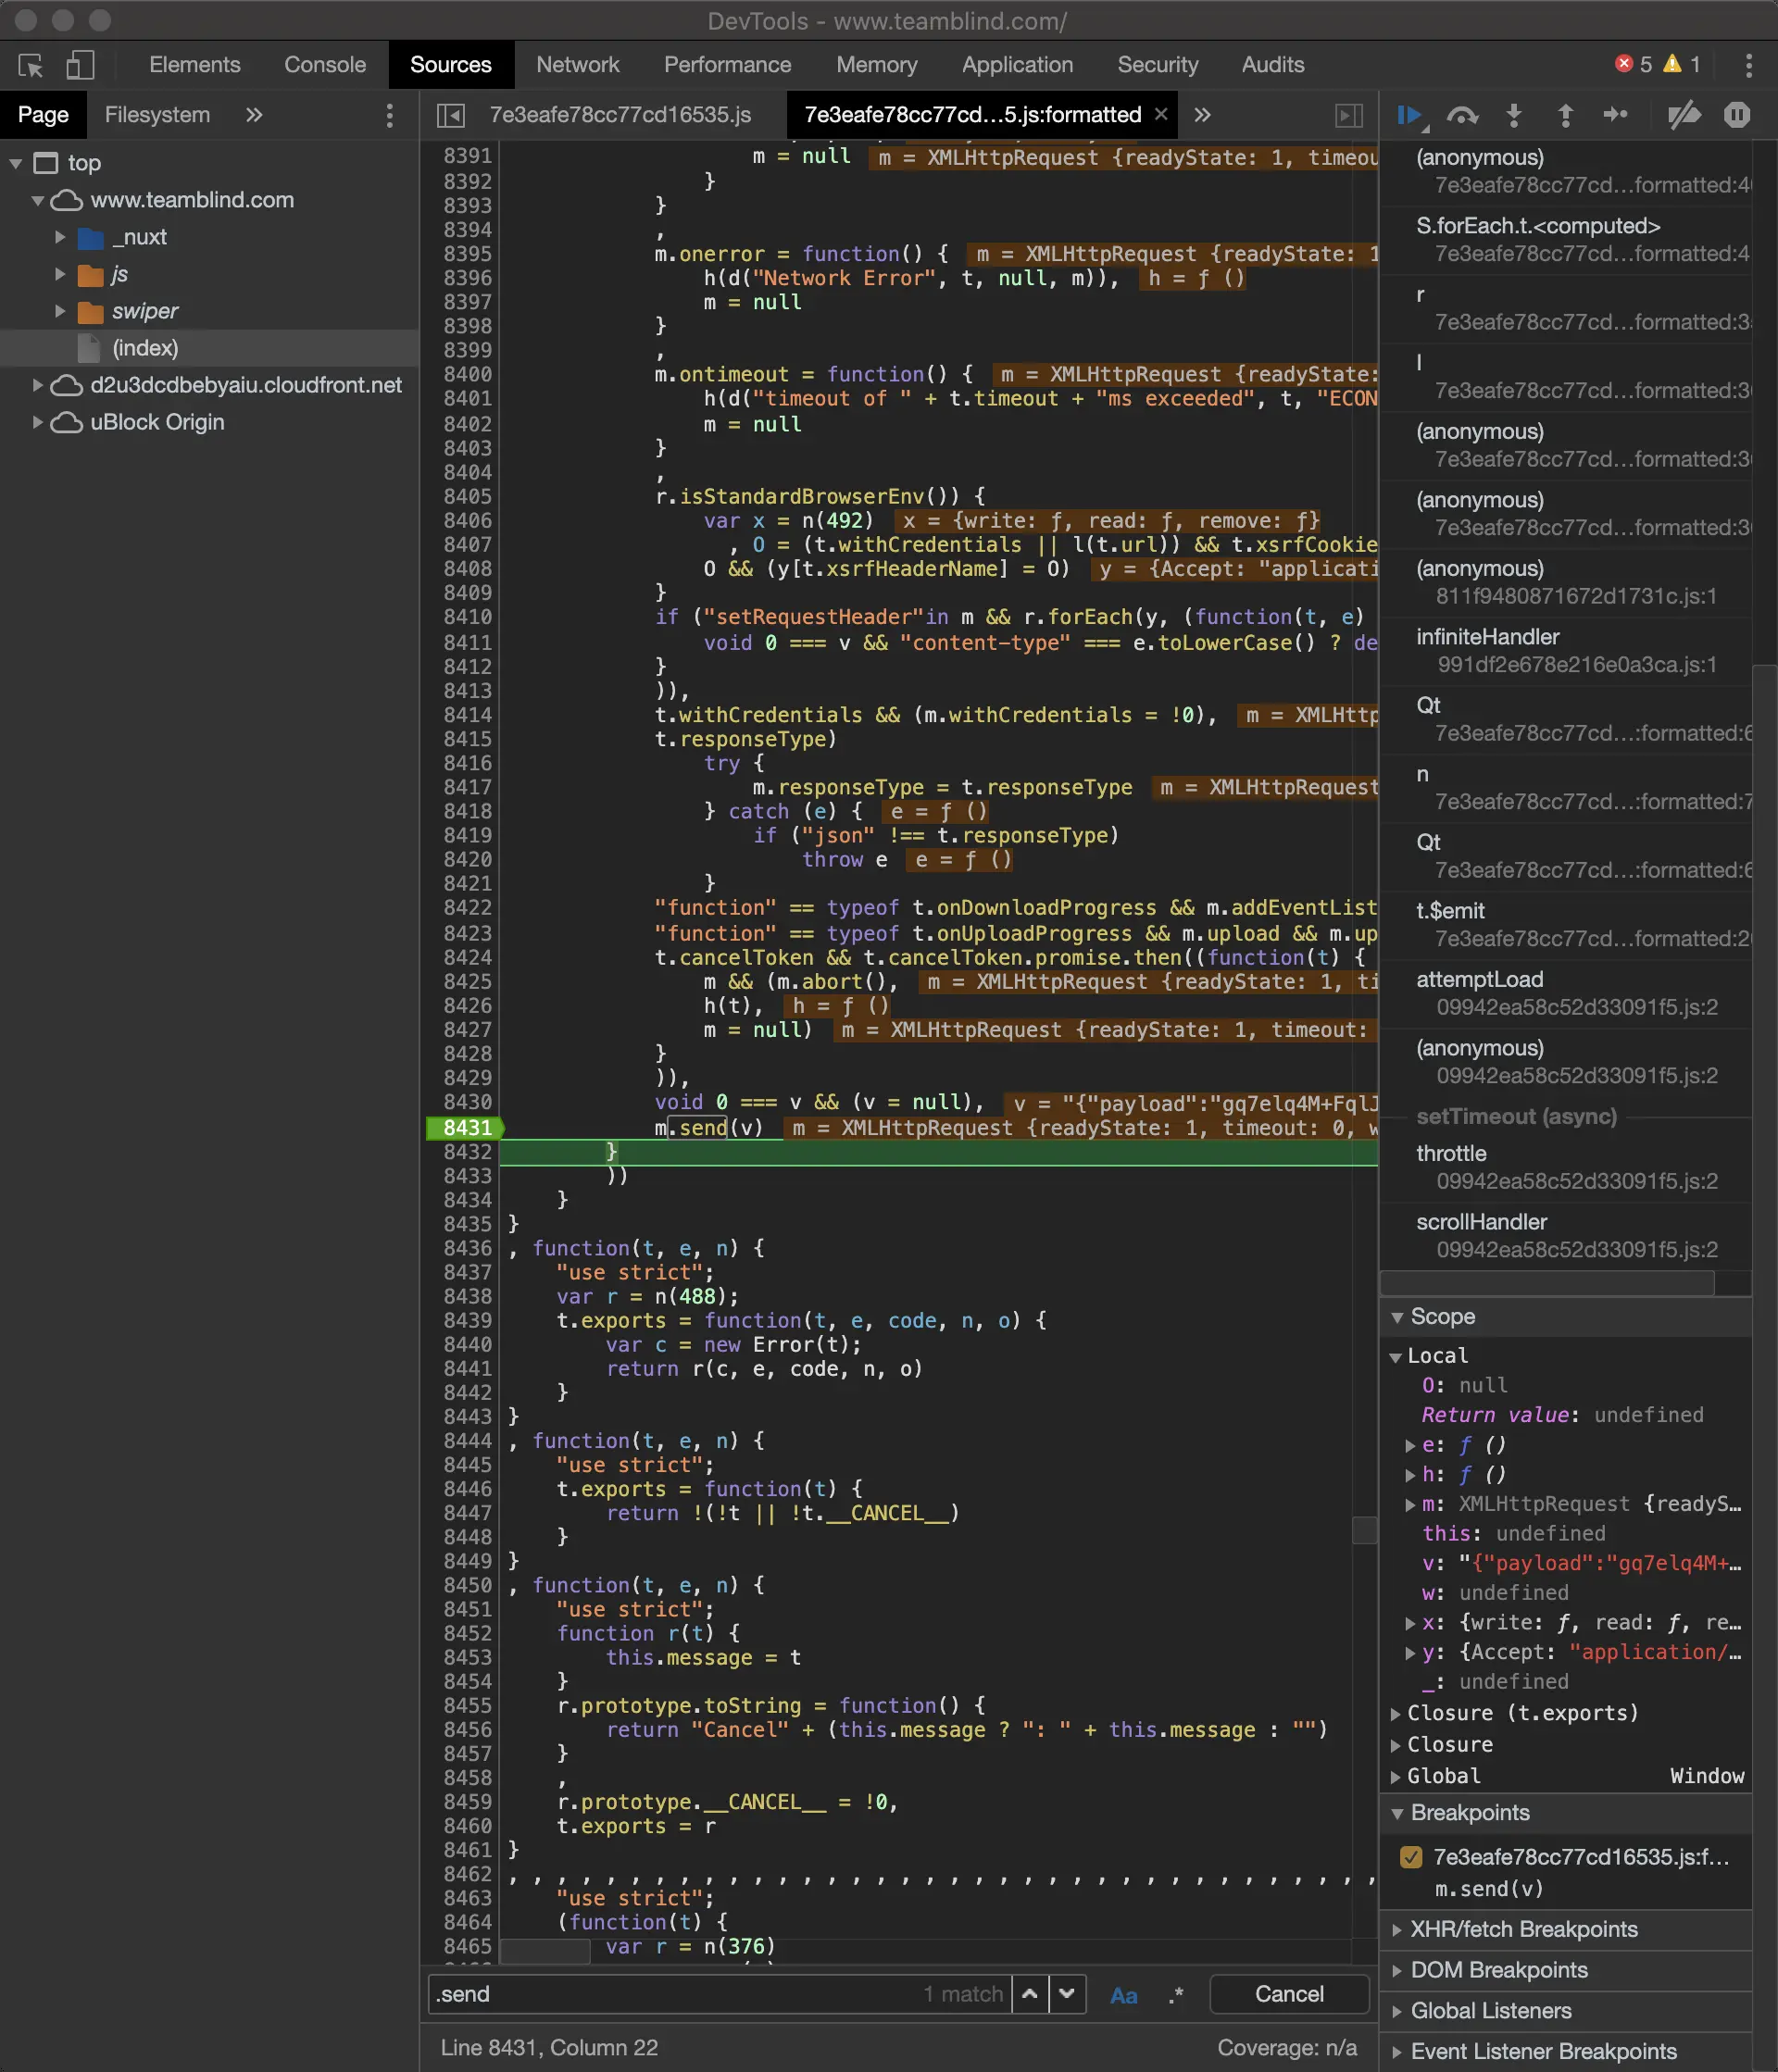 DevTools - www.teamblind.com/
Elements Console Sources Network Performance Memory Application Security Audits 5 1
Page Filesystem »
top
www.teamblind.com
_nuxt
js
swiper
(index)
d2u3dcdbebyaiu.cloudfront.net
uBlock Origin
7e3eafe78cc77cd16535.js 7e3eafe78cc77cd...5.js:formatted × »
8391 m = null m = XMLHttpRequest {readyState: 1, timeou
8392 }
8393 }
8394 ,
8395 m.onerror = function() { m = XMLHttpRequest {readyState: 1
8396 h(d("Network Error", t, null, m)), h = ƒ ()
8397 m = null
8398 }
8399 ,
8400 m.ontimeout = function() { m = XMLHttpRequest {readyState:
8401 h(d("timeout of " + t.timeout + "ms exceeded", t, "ECON
8402 m = null
8403 }
8404 ,
8405 r.isStandardBrowserEnv()) {
8406 var x = n(492) x = {write: ƒ, read: ƒ, remove: ƒ}
8407 , O = (t.withCredentials || l(t.url)) && t.xsrfCookie
8408 O && (y[t.xsrfHeaderName] = O) y = {Accept: "applicati
8409 }
8410 if ("setRequestHeader"in m && r.forEach(y, (function(t, e)
8411 void 0 === v && "content-type" === e.toLowerCase() ? de
8412 }
8413 )),
8414 t.withCredentials && (m.withCredentials = !0), m = XMLHttp
8415 t.responseType)
8416 try {
8417 m.responseType = t.responseType m = XMLHttpRequest
8418 } catch (e) { e = ƒ ()
8419 if ("json" !== t.responseType)
8420 throw e e = ƒ ()
8421 }
8422 "function" == typeof t.onDownloadProgress && m.addEventList
8423 "function" == typeof t.onUploadProgress && m.upload && m.up
8424 t.cancelToken && t.cancelToken.promise.then((function(t) {
8425 m && (m.abort(), m = XMLHttpRequest {readyState: 1, ti
8426 h(t), h = ƒ ()
8427 m = null) m = XMLHttpRequest {readyState: 1, timeout:
8428 }
8429 )),
8430 void 0 === v && (v = null), v = "{"payload":"gq7elq4M+FqlJ
8431 m.send(v) m = XMLHttpRequest {readyState: 1, timeout: 0, w
8432 }
8433 ))
8434 }
8435 }
8436 , function(t, e, n) {
8437 "use strict";
8438 var r = n(488);
8439 t.exports = function(t, e, code, n, o) {
8440 var c = new Error(t);
8441 return r(c, e, code, n, o)
8442 }
8443 }
8444 , function(t, e, n) {
8445 "use strict";
8446 t.exports = function(t) {
8447 return !(!t || !t.__CANCEL__)
8448 }
8449 }
8450 , function(t, e, n) {
8451 "use strict";
8452 function r(t) {
8453 this.message = t
8454 }
8455 r.prototype.toString = function() {
8456 return "Cancel" + (this.message ? ": " + this.message : "")
8457 }
8458 ,
8459 r.prototype.__CANCEL__ = !0,
8460 t.exports = r
8461 }
8462 , , , , , , , , , , , , , , , , , , , , , , , , , , , , , , , , , , , ,
8463 "use strict";
8464 (function(t) {
8465 var r = n(376)
.send 1 match Aa .* Cancel
Line 8431, Column 22 Coverage: n/a
(anonymous)
7e3eafe78cc77cd...formatted:4
S.forEach.t.<computed>
7e3eafe78cc77cd...formatted:4
r
7e3eafe78cc77cd...formatted:3
l
7e3eafe78cc77cd...formatted:3
(anonymous)
7e3eafe78cc77cd...formatted:3
(anonymous)
7e3eafe78cc77cd...formatted:3
(anonymous)
811f9480871672d1731c.js:1
infiniteHandler
991df2e678e216e0a3ca.js:1
Qt
7e3eafe78cc77cd...:formatted:6
n
7e3eafe78cc77cd...:formatted:7
Qt
7e3eafe78cc77cd...:formatted:6
t.$emit
7e3eafe78cc77cd...formatted:2
attemptLoad
09942ea58c52d33091f5.js:2
(anonymous)
09942ea58c52d33091f5.js:2
setTimeout (async)
throttle
09942ea58c52d33091f5.js:2
scrollHandler
09942ea58c52d33091f5.js:2
Scope
Local
O: null
Return value: undefined
e: ƒ ()
h: ƒ ()
m: XMLHttpRequest {readyS…
this: undefined
v: "{"payload":"gq7elq4M+…
w: undefined
x: {write: ƒ, read: ƒ, re…
y: {Accept: "application/…
_: undefined
Closure (t.exports)
Closure
Global Window
Breakpoints
7e3eafe78cc77cd16535.js:f...
m.send(v)
XHR/fetch Breakpoints
DOM Breakpoints
Global Listeners
Event Listener Breakpoints